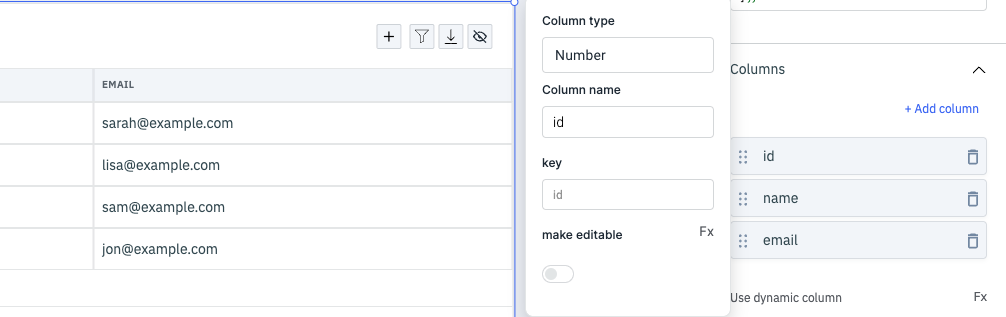 EMAIL
sarah@example.com
lisa@example.com
sam@example.com
jon@example.com
Column type
Number
Column name
id
key
id
make editable
Fx
Columns
+ Add column
id
name
email
Use dynamic column
Fx